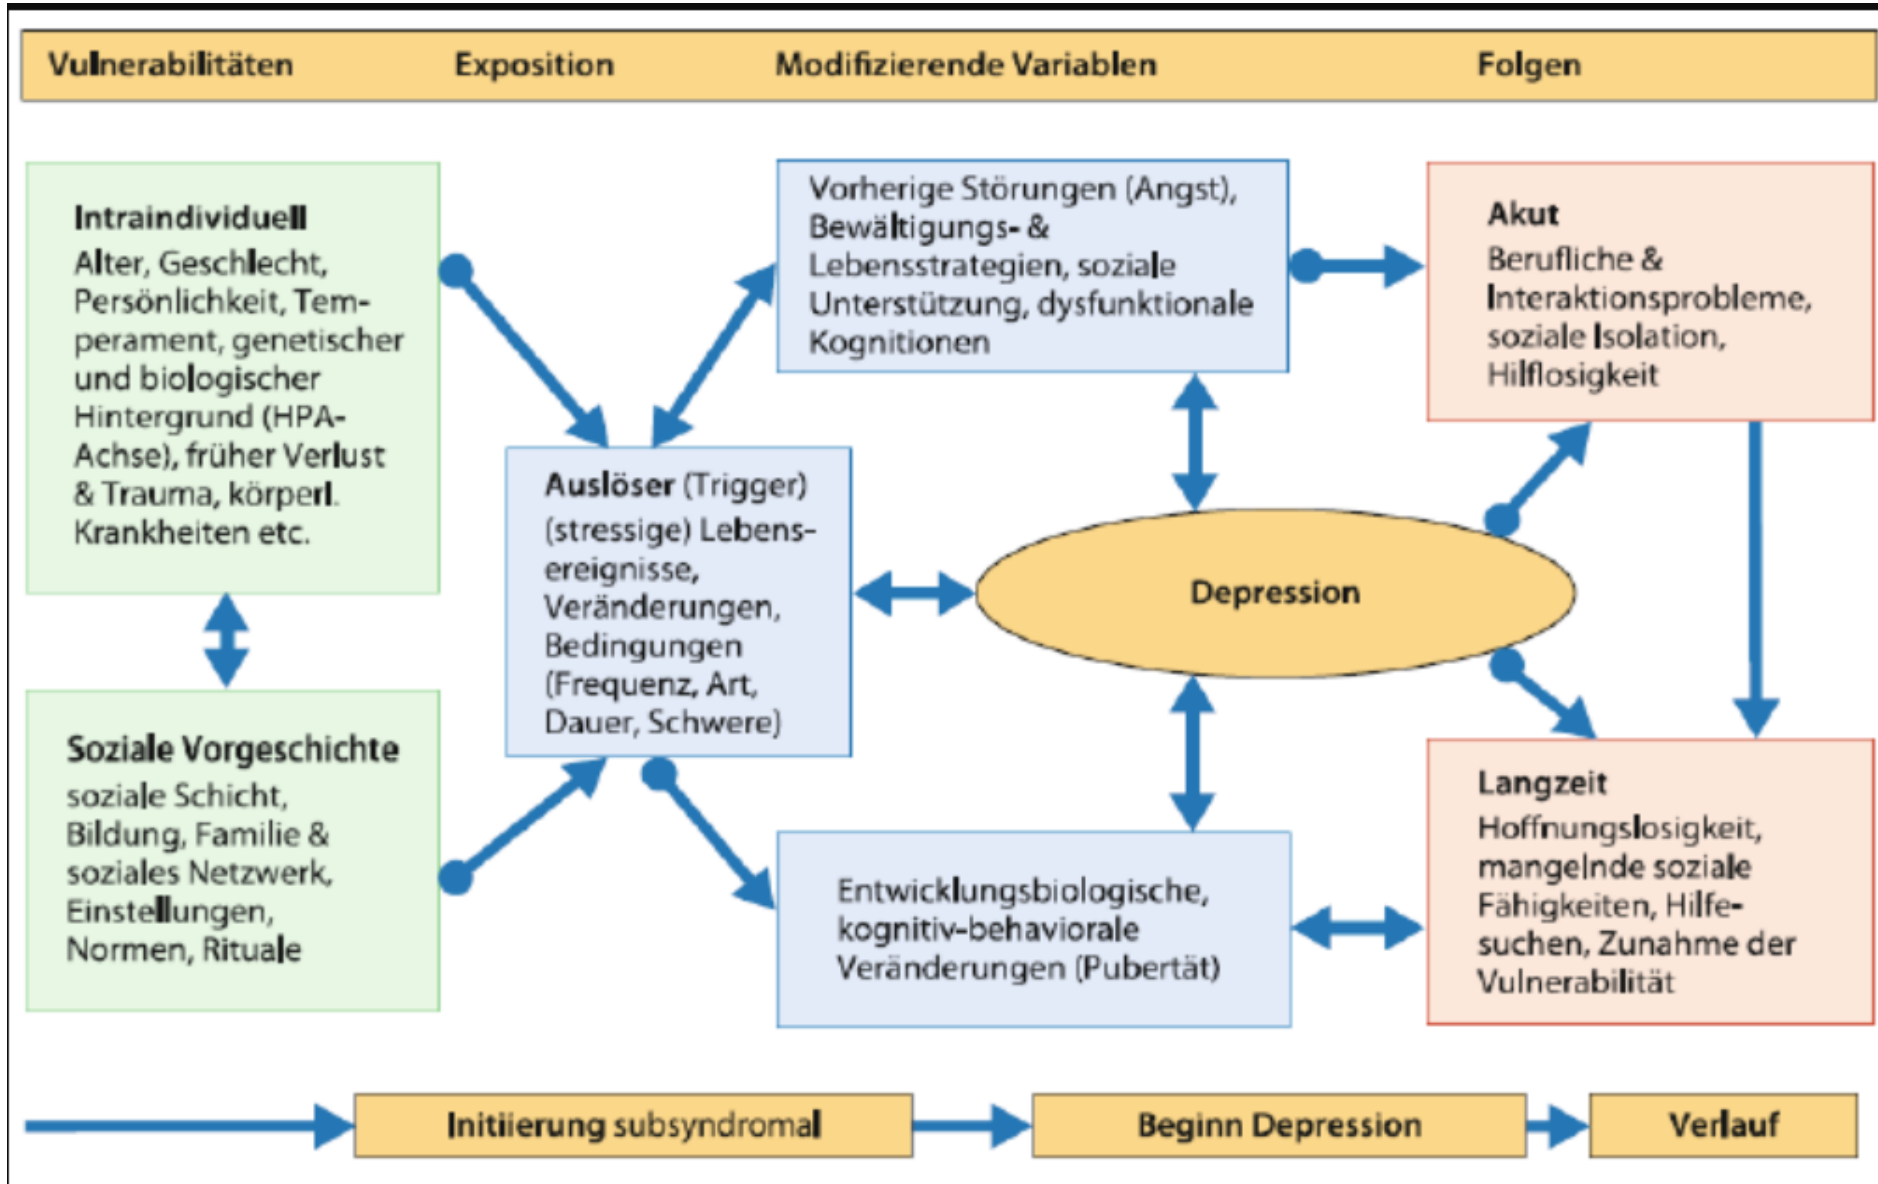 Vulnerabilitäten
Exposition
Modifizierende Variablen
Folgen
Intraindividuell
Alter, Geschlecht,
Persönlichkeit, Tem-
perament, genetischer
und biologischer
Hintergrund (HPA-
Achse), früher Verlust
& Trauma, körperl.
Krankheiten etc.
Soziale Vorgeschichte
soziale Schicht,
Bildung, Familie &
soziales Netzwerk,
Einstellungen,
Normen, Rituale
Auslöser (Trigger)
(stressige) Lebens-
ereignisse,
Veränderungen,
Bedingungen
(Frequenz, Art,
Dauer, Schwere)
Vorherige Störungen (Angst),
Bewältigungs- &
Lebensstrategien, soziale
Unterstützung, dysfunktionale
Kognitionen
Depression
Entwicklungsbiologische,
kognitiv-behaviorale
Veränderungen (Pubertät)
Akut
Berufliche &
Interaktionsprobleme,
soziale Isolation,
Hilflosigkeit
Langzeit
Hoffnungslosigkeit,
mangelnde soziale
Fähigkeiten, Hilfe-
suchen, Zunahme der
Vulnerabilität
Initiierung subsyndromal
Beginn Depression
Verlauf